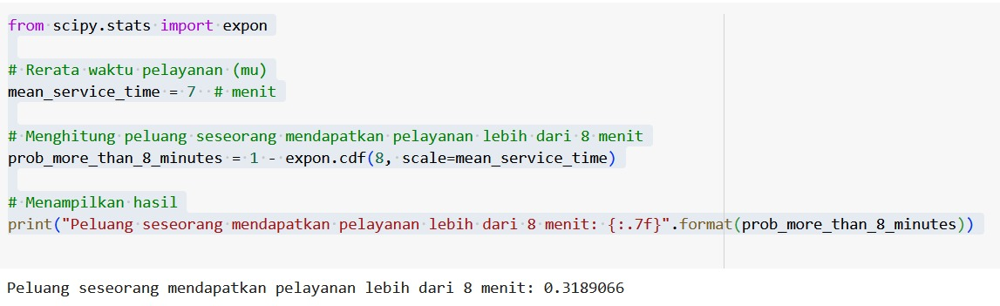 from scipy.stats import expon
# Rerata waktu pelayanan (mu)
mean_service_time = 7  # menit
# Menghitung peluang seseorang mendapatkan pelayanan lebih dari 8 menit
prob_more_than_8_minutes = 1 - expon.cdf(8, scale=mean_service_time)
# Menampilkan hasil
print("Peluang seseorang mendapatkan pelayanan lebih dari 8 menit: {:.7f}".format(prob_more_than_8_minutes))
Peluang seseorang mendapatkan pelayanan lebih dari 8 menit: 0.3189066